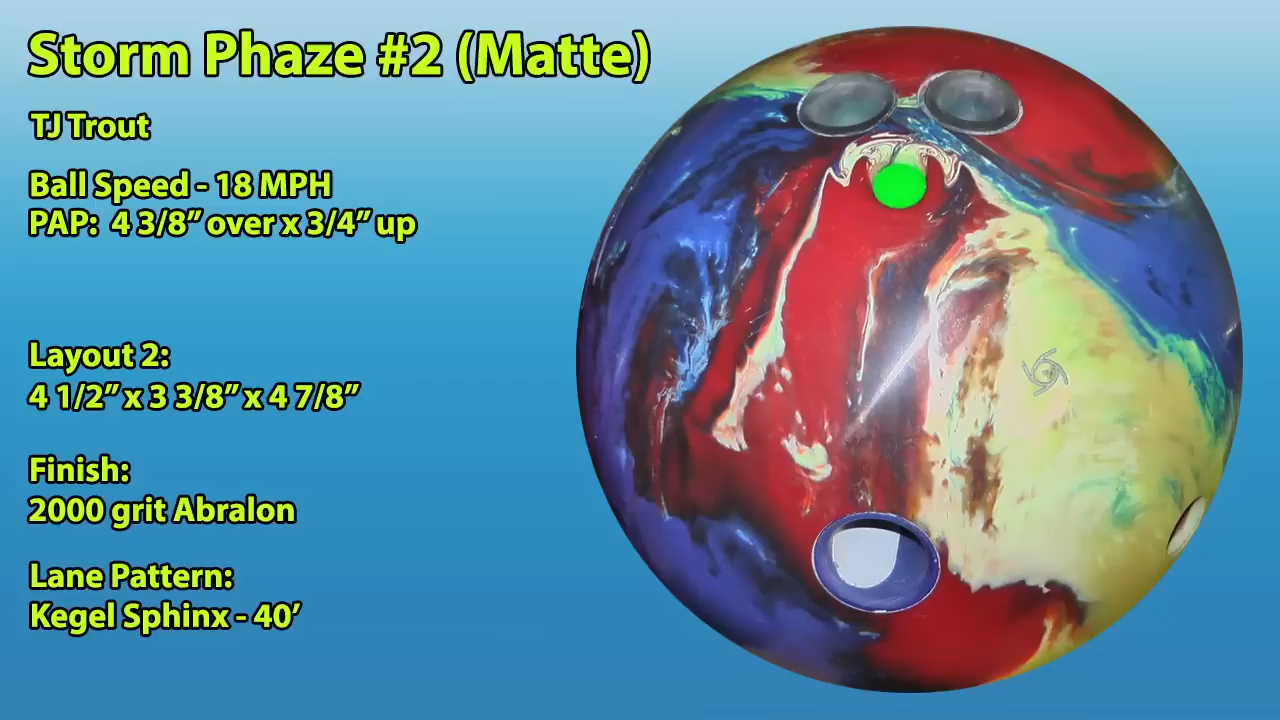 Storm Phaze #2 (Matte)
TJ Trout
Ball Speed - 18 MPH
PAP:  4 3/8” over x 3/4” up
Layout 2:
4 1/2” x 3 3/8” x 4 7/8”
Finish:
2000 grit Abralon
Lane Pattern:
Kegel Sphinx - 40’